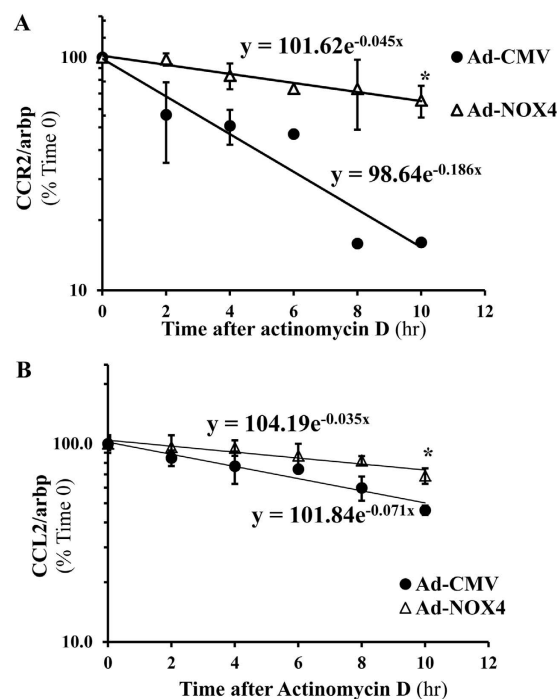 A
CCR2/arbp
(% Time 0)
100
10
y = 101.62e-0.045x
y = 98.64e-0.186x
*
Ad-CMV
Ad-NOX4
0 2 4 6 8 10 12
Time after actinomycin D (hr)
B
CCL2/arbp
(% Time 0)
100.0
10.0
y = 104.19e-0.035x
y = 101.84e-0.071x
*
Ad-CMV
Ad-NOX4
0 2 4 6 8 10 12
Time after Actinomycin D (hr)